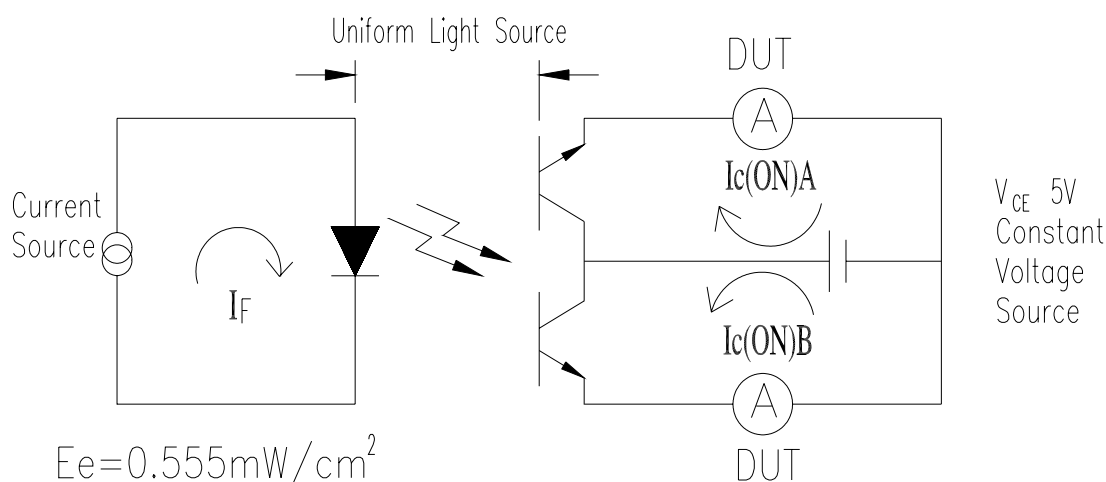 Uniform Light Source
DUT
A
Ic(ON)A
Current
Source
IF
VCE 5V
Constant
Voltage
Source
Ic(ON)B
A
DUT
Ee=0.555mW/cm²